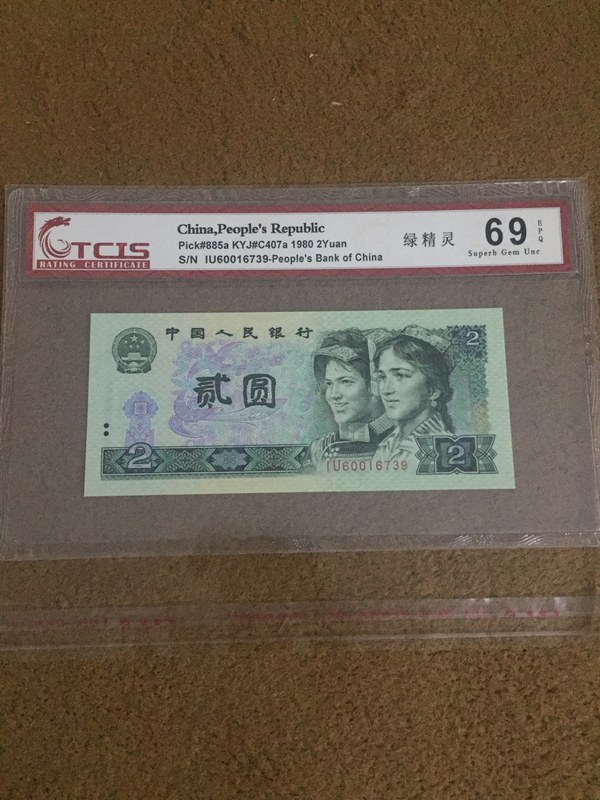 TCIS
RATING CERTIFICATE
China,People's Republic
Pick#885a KYJ#C407a 1980 2Yuan
S/N IU60016739-People's Bank of China
绿精灵
69
EPQ
Superb Gem Unc
中国人民银行
贰圆
2
2
IU60016739
2